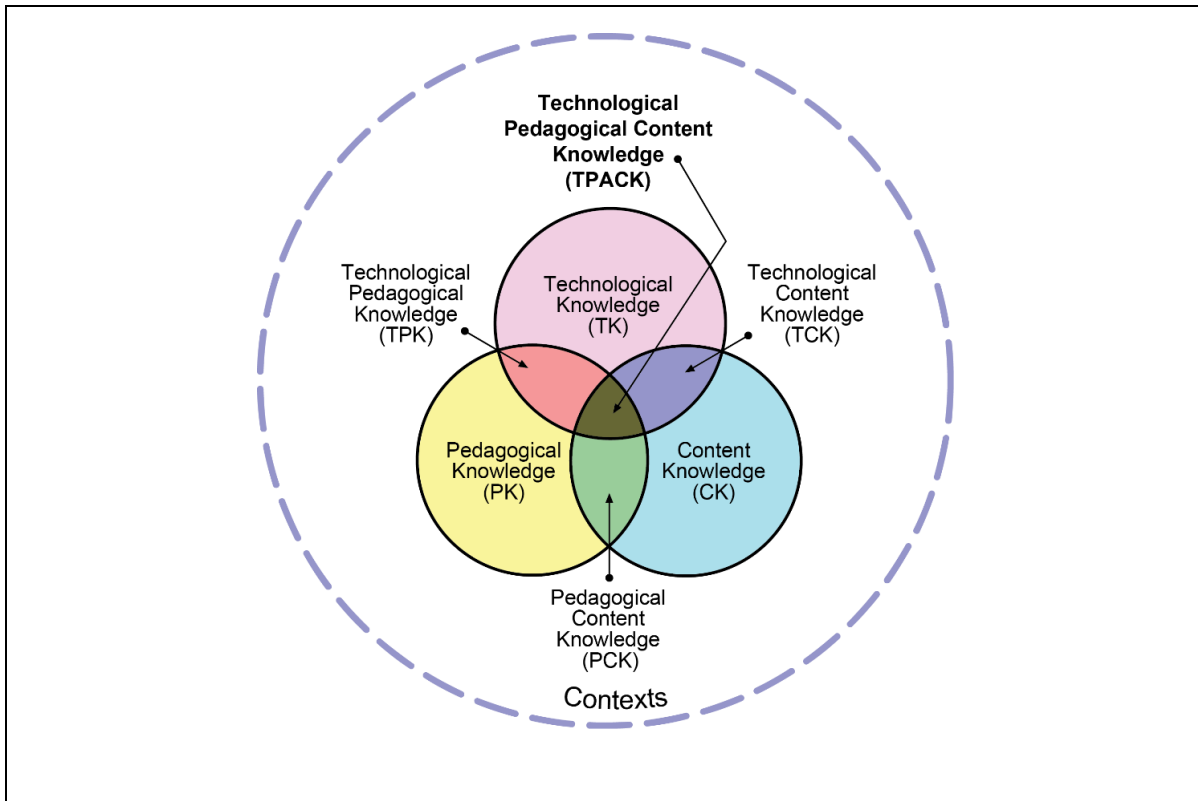 Technological
Pedagogical Content
Knowledge
(TPACK)
Technological
Pedagogical
Knowledge
(TPK)
Technological
Knowledge
(TK)
Technological
Content
Knowledge
(TCK)
Pedagogical
Knowledge
(PK)
Content
Knowledge
(CK)
Pedagogical
Content
Knowledge
(PCK)
Contexts